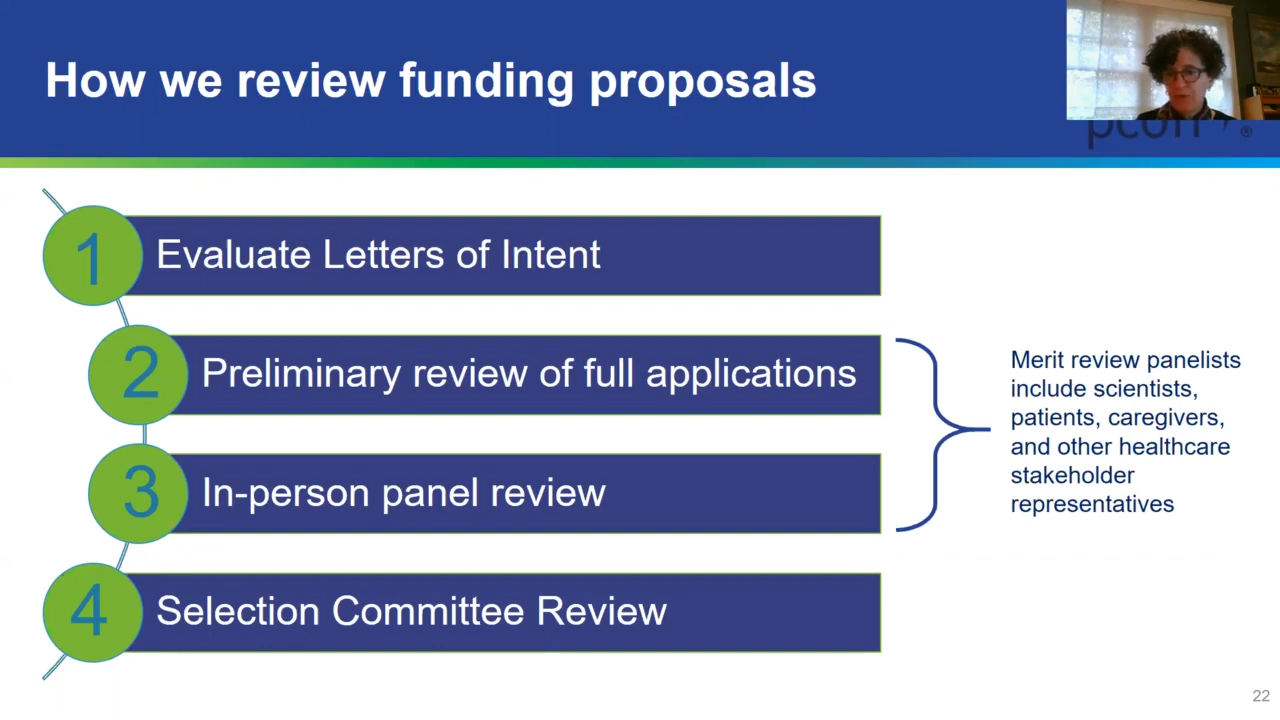 How we review funding proposals
®
1
Evaluate Letters of Intent
2
Preliminary review of full applications
3
In-person panel review
4
Selection Committee Review
Merit review panelists
include scientists,
patients, caregivers,
and other healthcare
stakeholder
representatives
22